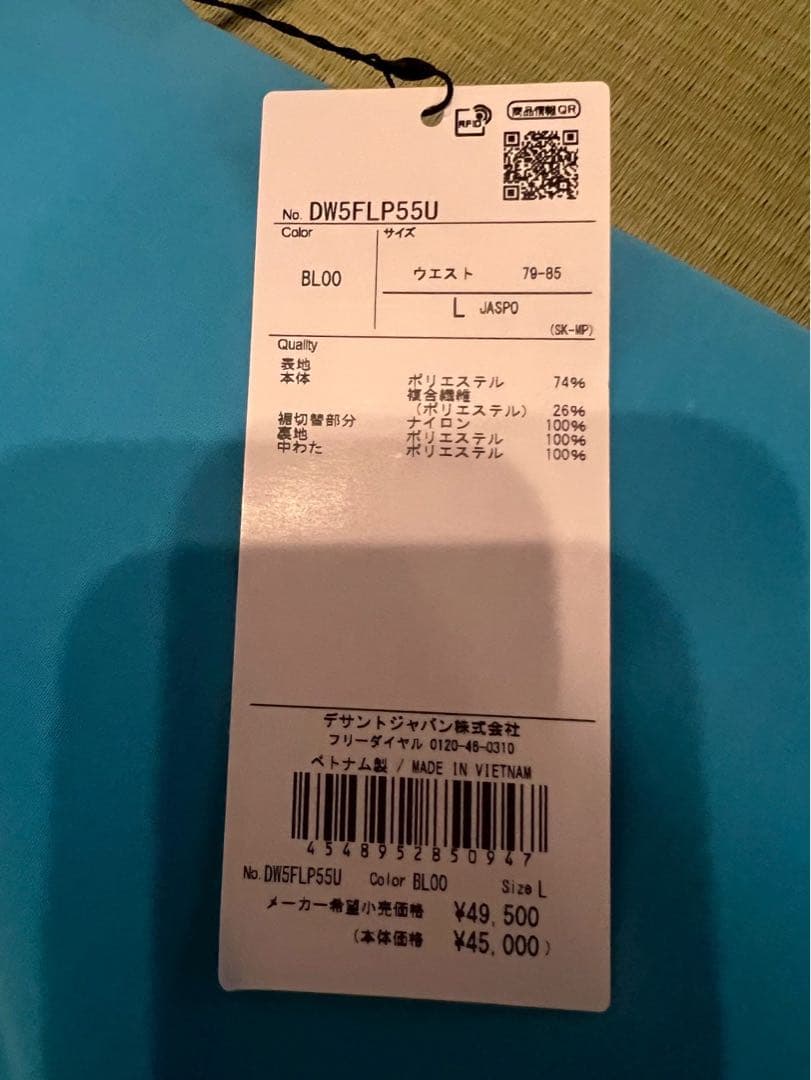 RFID
商品情報QR
No. DW5FLP55U
Color サイズ
BL00 ウエスト 79-85
L JASPO
(SK-MP)
Quality
表地
本体 ポリエステル 74%
複合繊維
(ポリエステル) 26%
裾切替部分 ナイロン 100%
裏地 ポリエステル 100%
中わた ポリエステル 100%
デサントジャパン株式会社
フリーダイヤル 0120-46-0310
ベトナム製 / MADE IN VIETNAM
4548952850947
No. DW5FLP55U Color BL00 Size L
メーカー希望小売価格 ¥49,500
(本体価格 ¥45,000)